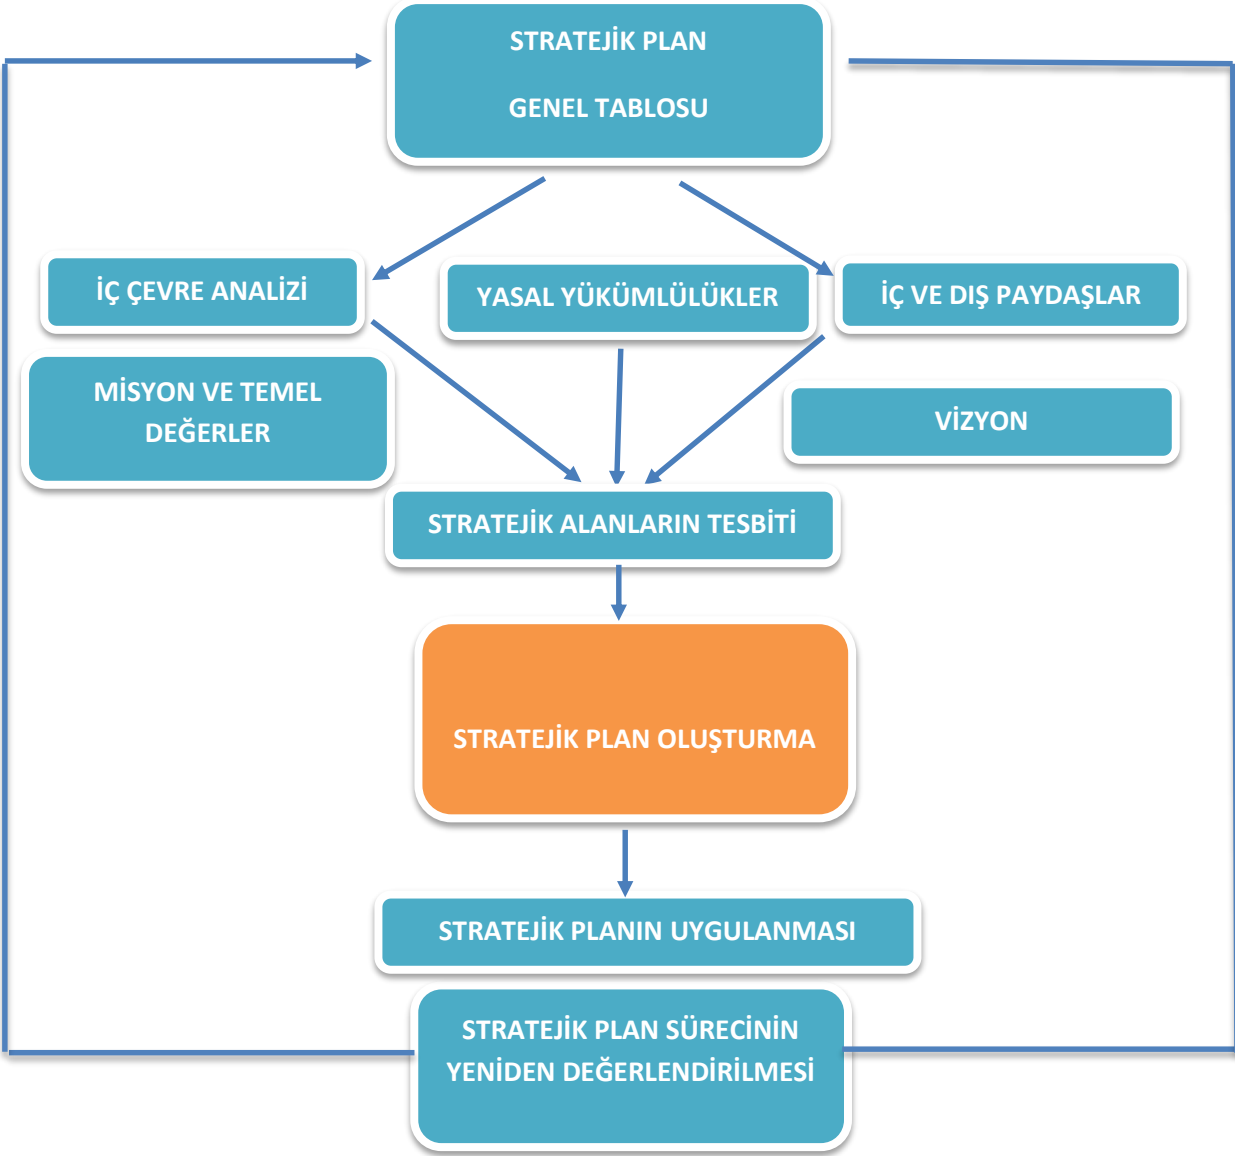 STRATEJİK PLAN
GENEL TABLOSU
İÇ ÇEVRE ANALİZİ
YASAL YÜKÜMLÜLÜKLER
İÇ VE DIŞ PAYDAŞLAR
MİSYON VE TEMEL
DEĞERLER
VİZYON
STRATEJİK ALANLARIN TESBİTİ
STRATEJİK PLAN OLUŞTURMA
STRATEJİK PLANIN UYGULANMASI
STRATEJİK PLAN SÜRECİNİN
YENİDEN DEĞERLENDİRİLMESİ